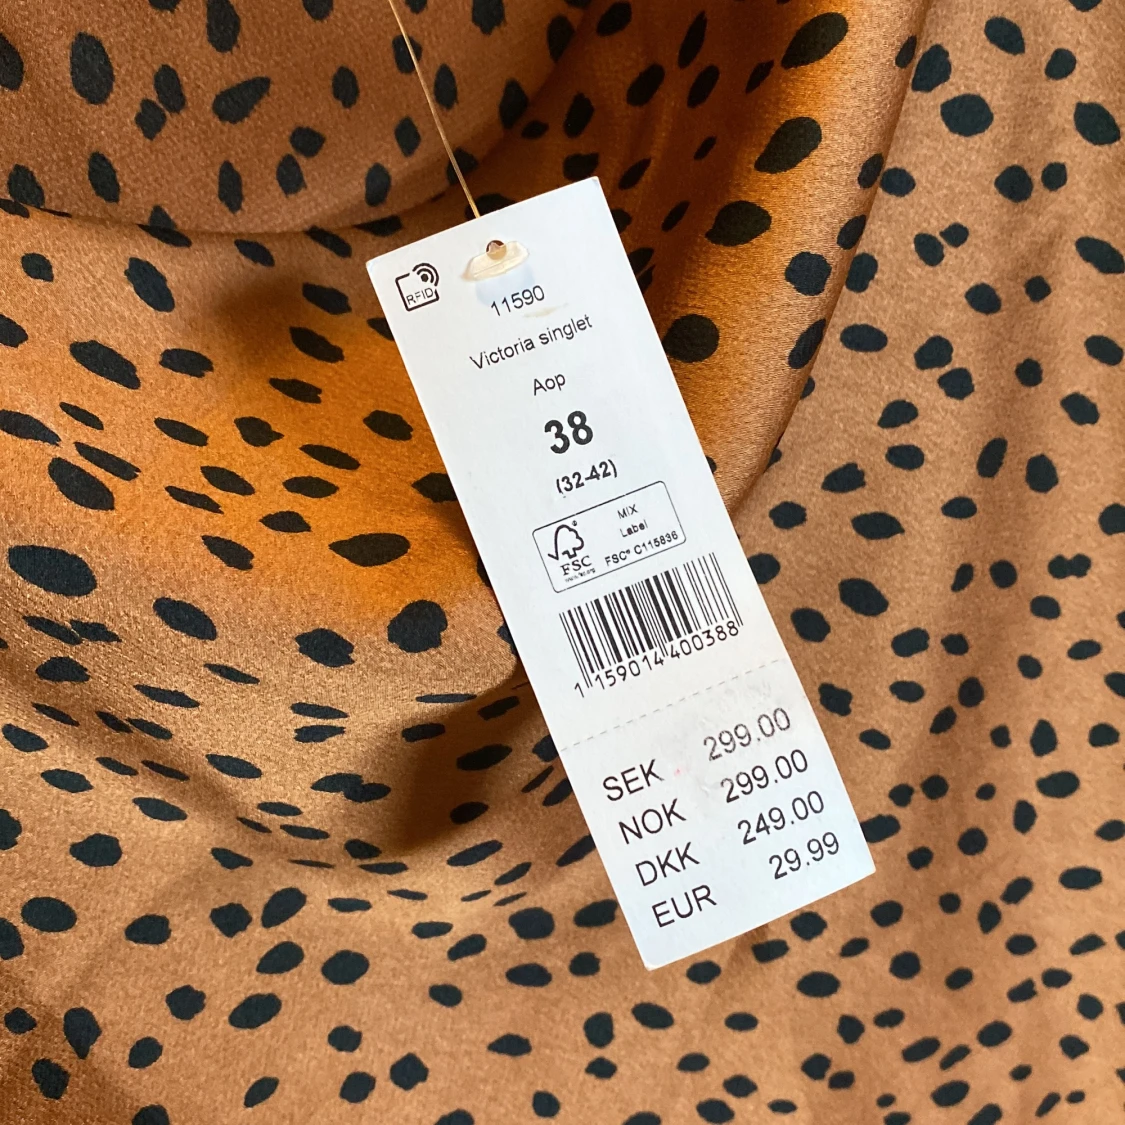 RFID
11590
Victoria singlet
Aop
38
(32-42)
MIX
Label
FSC® C115836
FSC
1 159014 400388
SEK 299.00
NOK 299.00
DKK 249.00
EUR 29.99